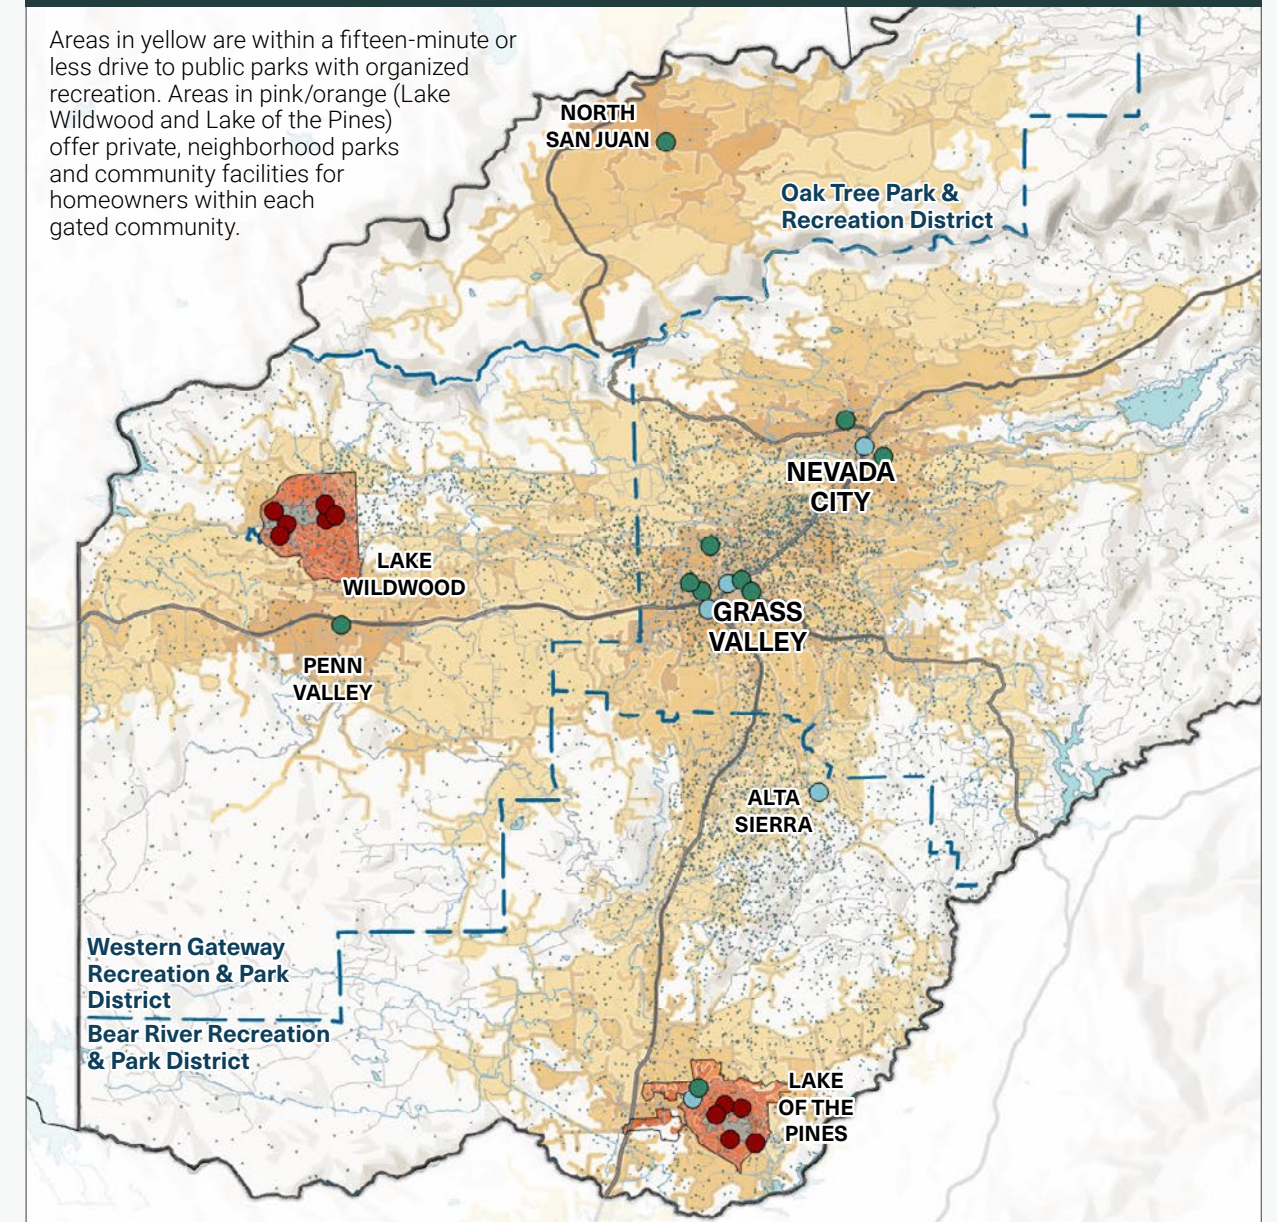 Areas in yellow are within a fifteen-minute or
less drive to public parks with organized
recreation. Areas in pink/orange (Lake
Wildwood and Lake of the Pines)
offer private, neighborhood parks
and community facilities for
homeowners within each
gated community.
NORTH
SAN JUAN
Oak Tree Park &
Recreation District
NEVADA
CITY
LAKE
WILDWOOD
GRASS
VALLEY
PENN
VALLEY
ALTA
SIERRA
Western Gateway
Recreation & Park
District
Bear River Recreation
& Park District
LAKE
OF THE
PINES